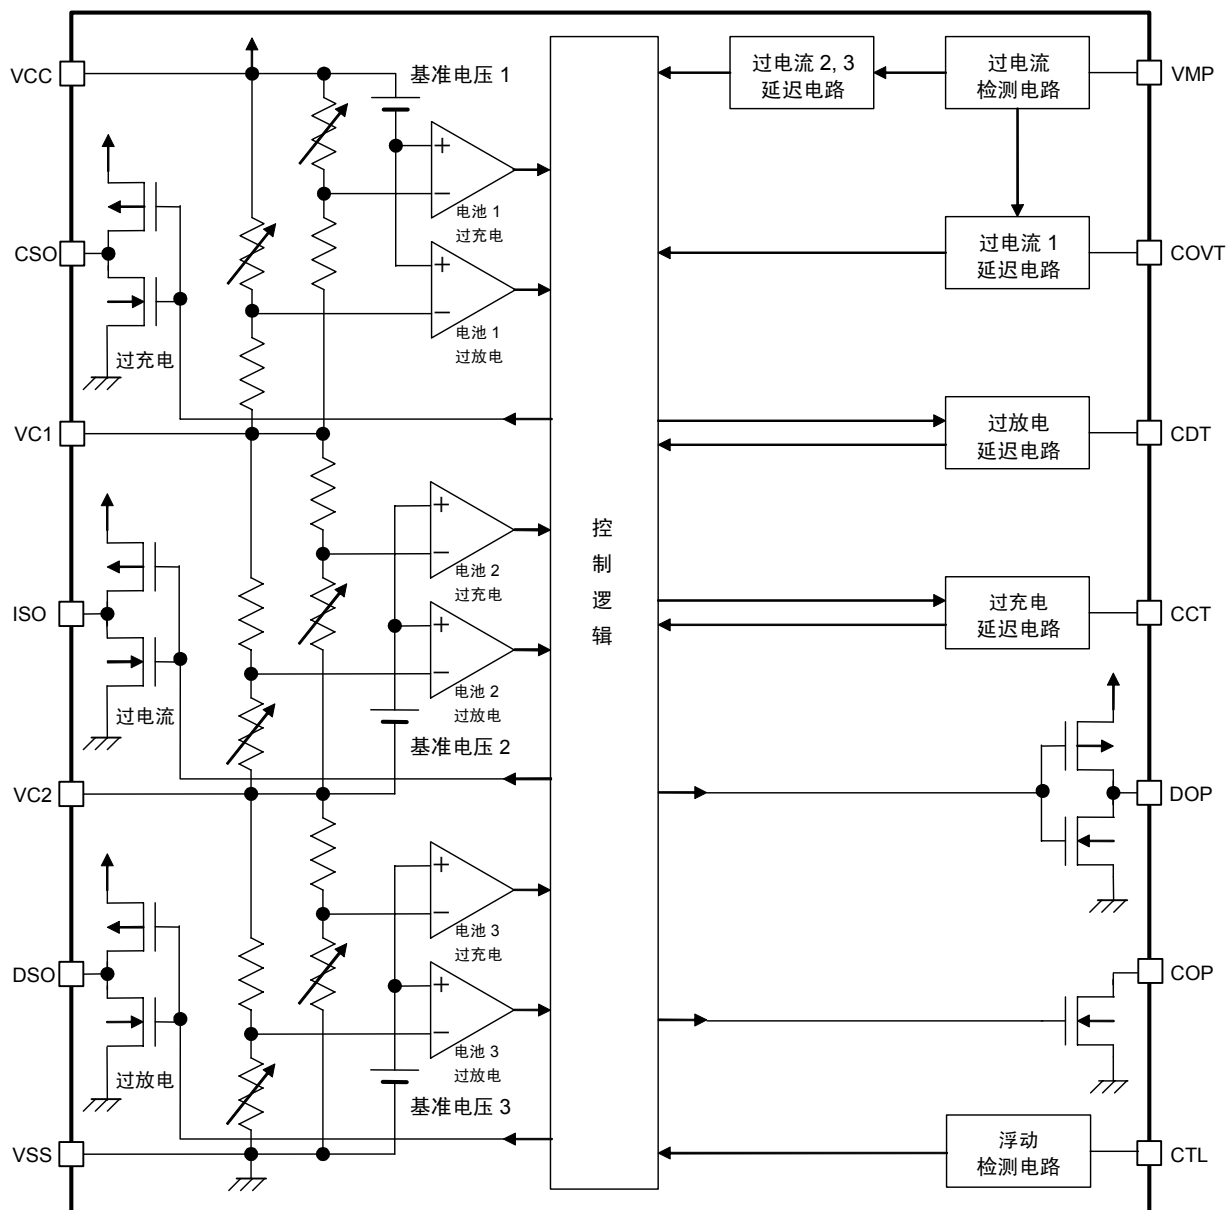 VCC
基准电压 1
过电流 2, 3
延迟电路
过电流
检测电路
VMP
+
−
电池 1
过充电
CSO
+
−
电池 1
过放电
过充电
过电流 1
延迟电路
COVT
VC1
过放电
延迟电路
CDT
+
−
电池 2
过充电
控
制
逻
辑
ISO
+
−
电池 2
过放电
过电流
基准电压 2
过充电
延迟电路
CCT
VC2
DOP
+
−
电池 3
过充电
DSO
+
−
电池 3
过放电
过放电
基准电压 3
COP
VSS
浮动
检测电路
CTL